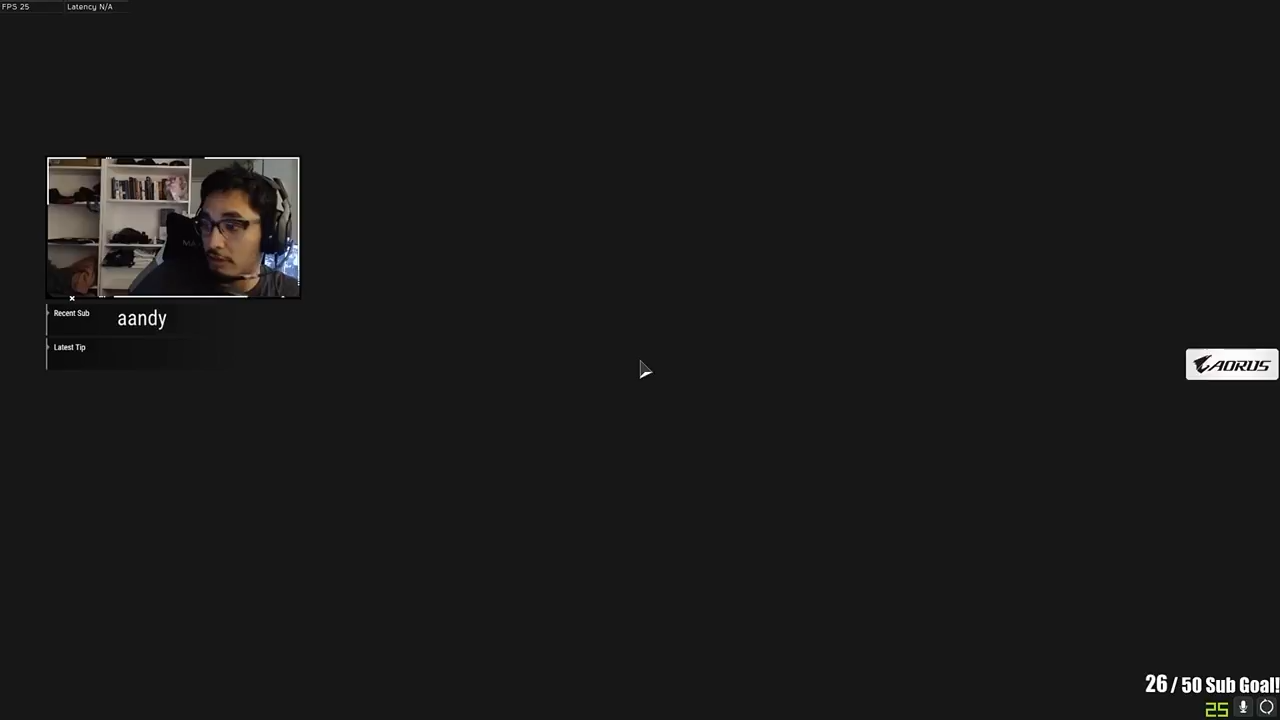 FPS 25
Latency N/A
Recent Sub
aandy
Latest Tip
AORUS
26 / 50 Sub Goal!
25